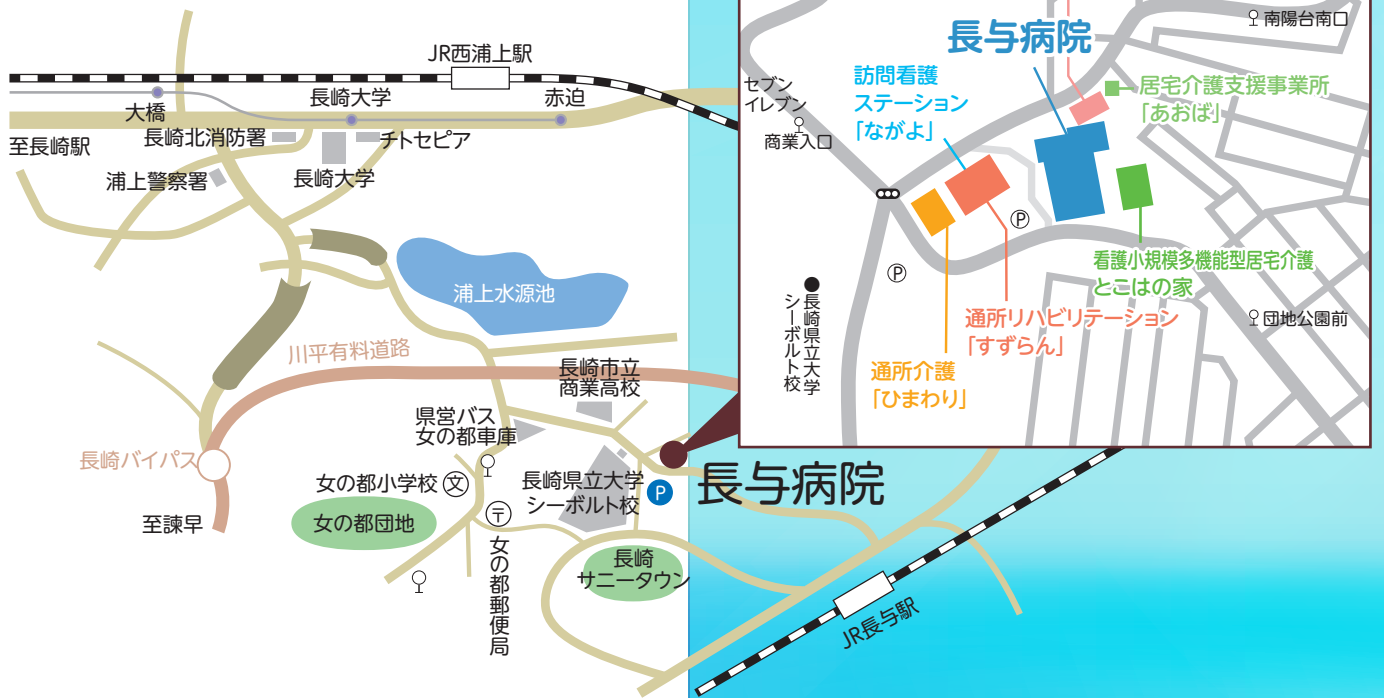 JR西浦上駅
大橋
長崎大学
赤迫
至長崎駅
長崎北消防署
チトセピア
浦上警察署
長崎大学
浦上水源池
川平有料道路
長崎市立
商業高校
県営バス
女の都車庫
長崎バイパス
女の都小学校
文
長崎県立大学
シーボルト校
P
長与病院
至諫早
女の都団地
〒
女の都郵便局
長崎
サニータウン
JR長与駅
南陽台南口
長与病院
セブン
イレブン
商業入口
訪問看護
ステーション
「ながよ」
居宅介護支援事業所
「あおば」
P
P
看護小規模多機能型居宅介護
とこはの家
長崎県立大学
シーボルト校
通所リハビリテーション
「すずらん」
団地公園前
通所介護
「ひまわり」